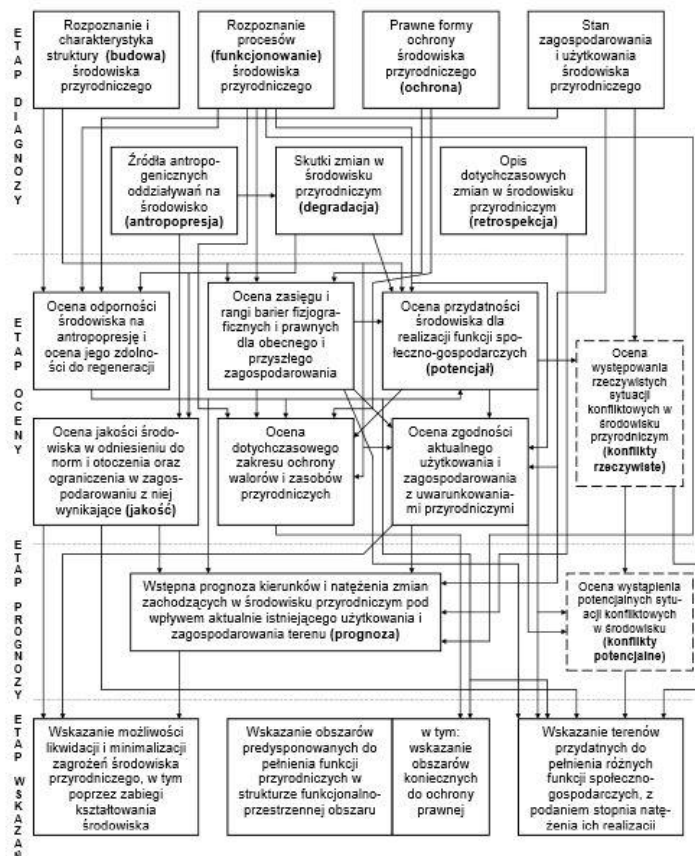 ETAP DIAGNOZY
Rozpoznanie i
charakterystyka
struktury (budowa)
środowiska
przyrodniczego
Rozpoznanie
procesów
(funkcjonowanie)
środowiska
przyrodniczego
Prawne formy
ochrony
środowiska
przyrodniczego
(ochrona)
Stan
zagospodarowania
i użytkowania
środowiska
przyrodniczego
Źródła antropo-
genicznych
oddziaływań na
środowisko
(antropopresja)
Skutki zmian w
środowisku
przyrodniczym
(degradacja)
Opis
dotychczasowych
zmian w środowisku
przyrodniczym
(retrospekcja)
ETAP OCENY
Ocena odporności
środowiska na
antropopresję i
ocena jego zdolno-
ści do regeneracji
Ocena zasięgu i
rangi barier fizjogra-
ficznych i prawnych
dla obecnego i
przyszłego
zagospodarowania
Ocena przydatności
środowiska dla
realizacji funkcji spo-
łeczno-gospodarczych
(potencjał)
Ocena
występowania
rzeczywistych
sytuacji
konfliktowych w
środowisku
przyrodniczym
(konflikty
rzeczywiste)
Ocena jakości środo-
wiska w odniesieniu do
norm i otoczenia oraz
ograniczenia w zagos-
podarowaniu z niej
wynikające (jakość)
Ocena
dotychczasowego
zakresu ochrony
walorów i zasobów
przyrodniczych
Ocena zgodności
aktualnego
użytkowania i
zagospodarowania
z uwarunkowania-
mi przyrodniczymi
ETAP PROGNOZY
Wstępna prognoza kierunków i natężenia zmian
zachodzących w środowisku przyrodniczym pod
wpływem aktualnie istniejącego użytkowania i
zagospodarowania terenu (prognoza)
Ocena wystąpienia
potencjalnych sytu-
acji konfliktowych
w środowisku
(konflikty
potencjalne)
ETAP WSKAZAŃ
Wskazanie możliwości
likwidacji i minimalizacji
zagrożeń środowiska
przyrodniczego, w tym
poprzez zabiegi
kształtowania
środowiska
Wskazanie obszarów
predysponowanych do
pełnienia funkcji
przyrodniczych w
strukturze funkcjonalno-
przestrzennej obszaru
w tym:
wskazanie
obszarów
koniecznych
do ochrony
prawnej
Wskazanie terenów
przydatnych do
pełnienia różnych
funkcji społeczno-
gospodarczych, z
podaniem stopnia natę-
żenia ich realizacji